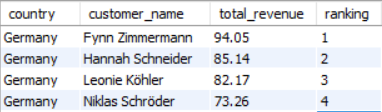 country customer_name total_revenue ranking
Germany Fynn Zimmermann 94.05 1
Germany Hannah Schneider 85.14 2
Germany Leonie Köhler 82.17 3
Germany Niklas Schröder 73.26 4